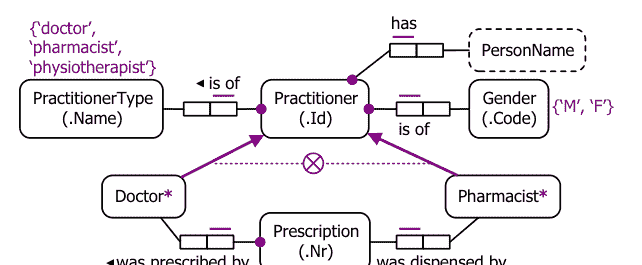 has
{‘doctor’,
‘pharmacist’,
‘physiotherapist’}
PersonName
◄ is of
PractitionerType
(.Name)
Practitioner
(.Id)
Gender
(.Code)
{‘M’, ‘F’}
is of
Doctor*
Pharmacist*
Prescription
(.Nr)
◄was prescribed by
was dispensed by